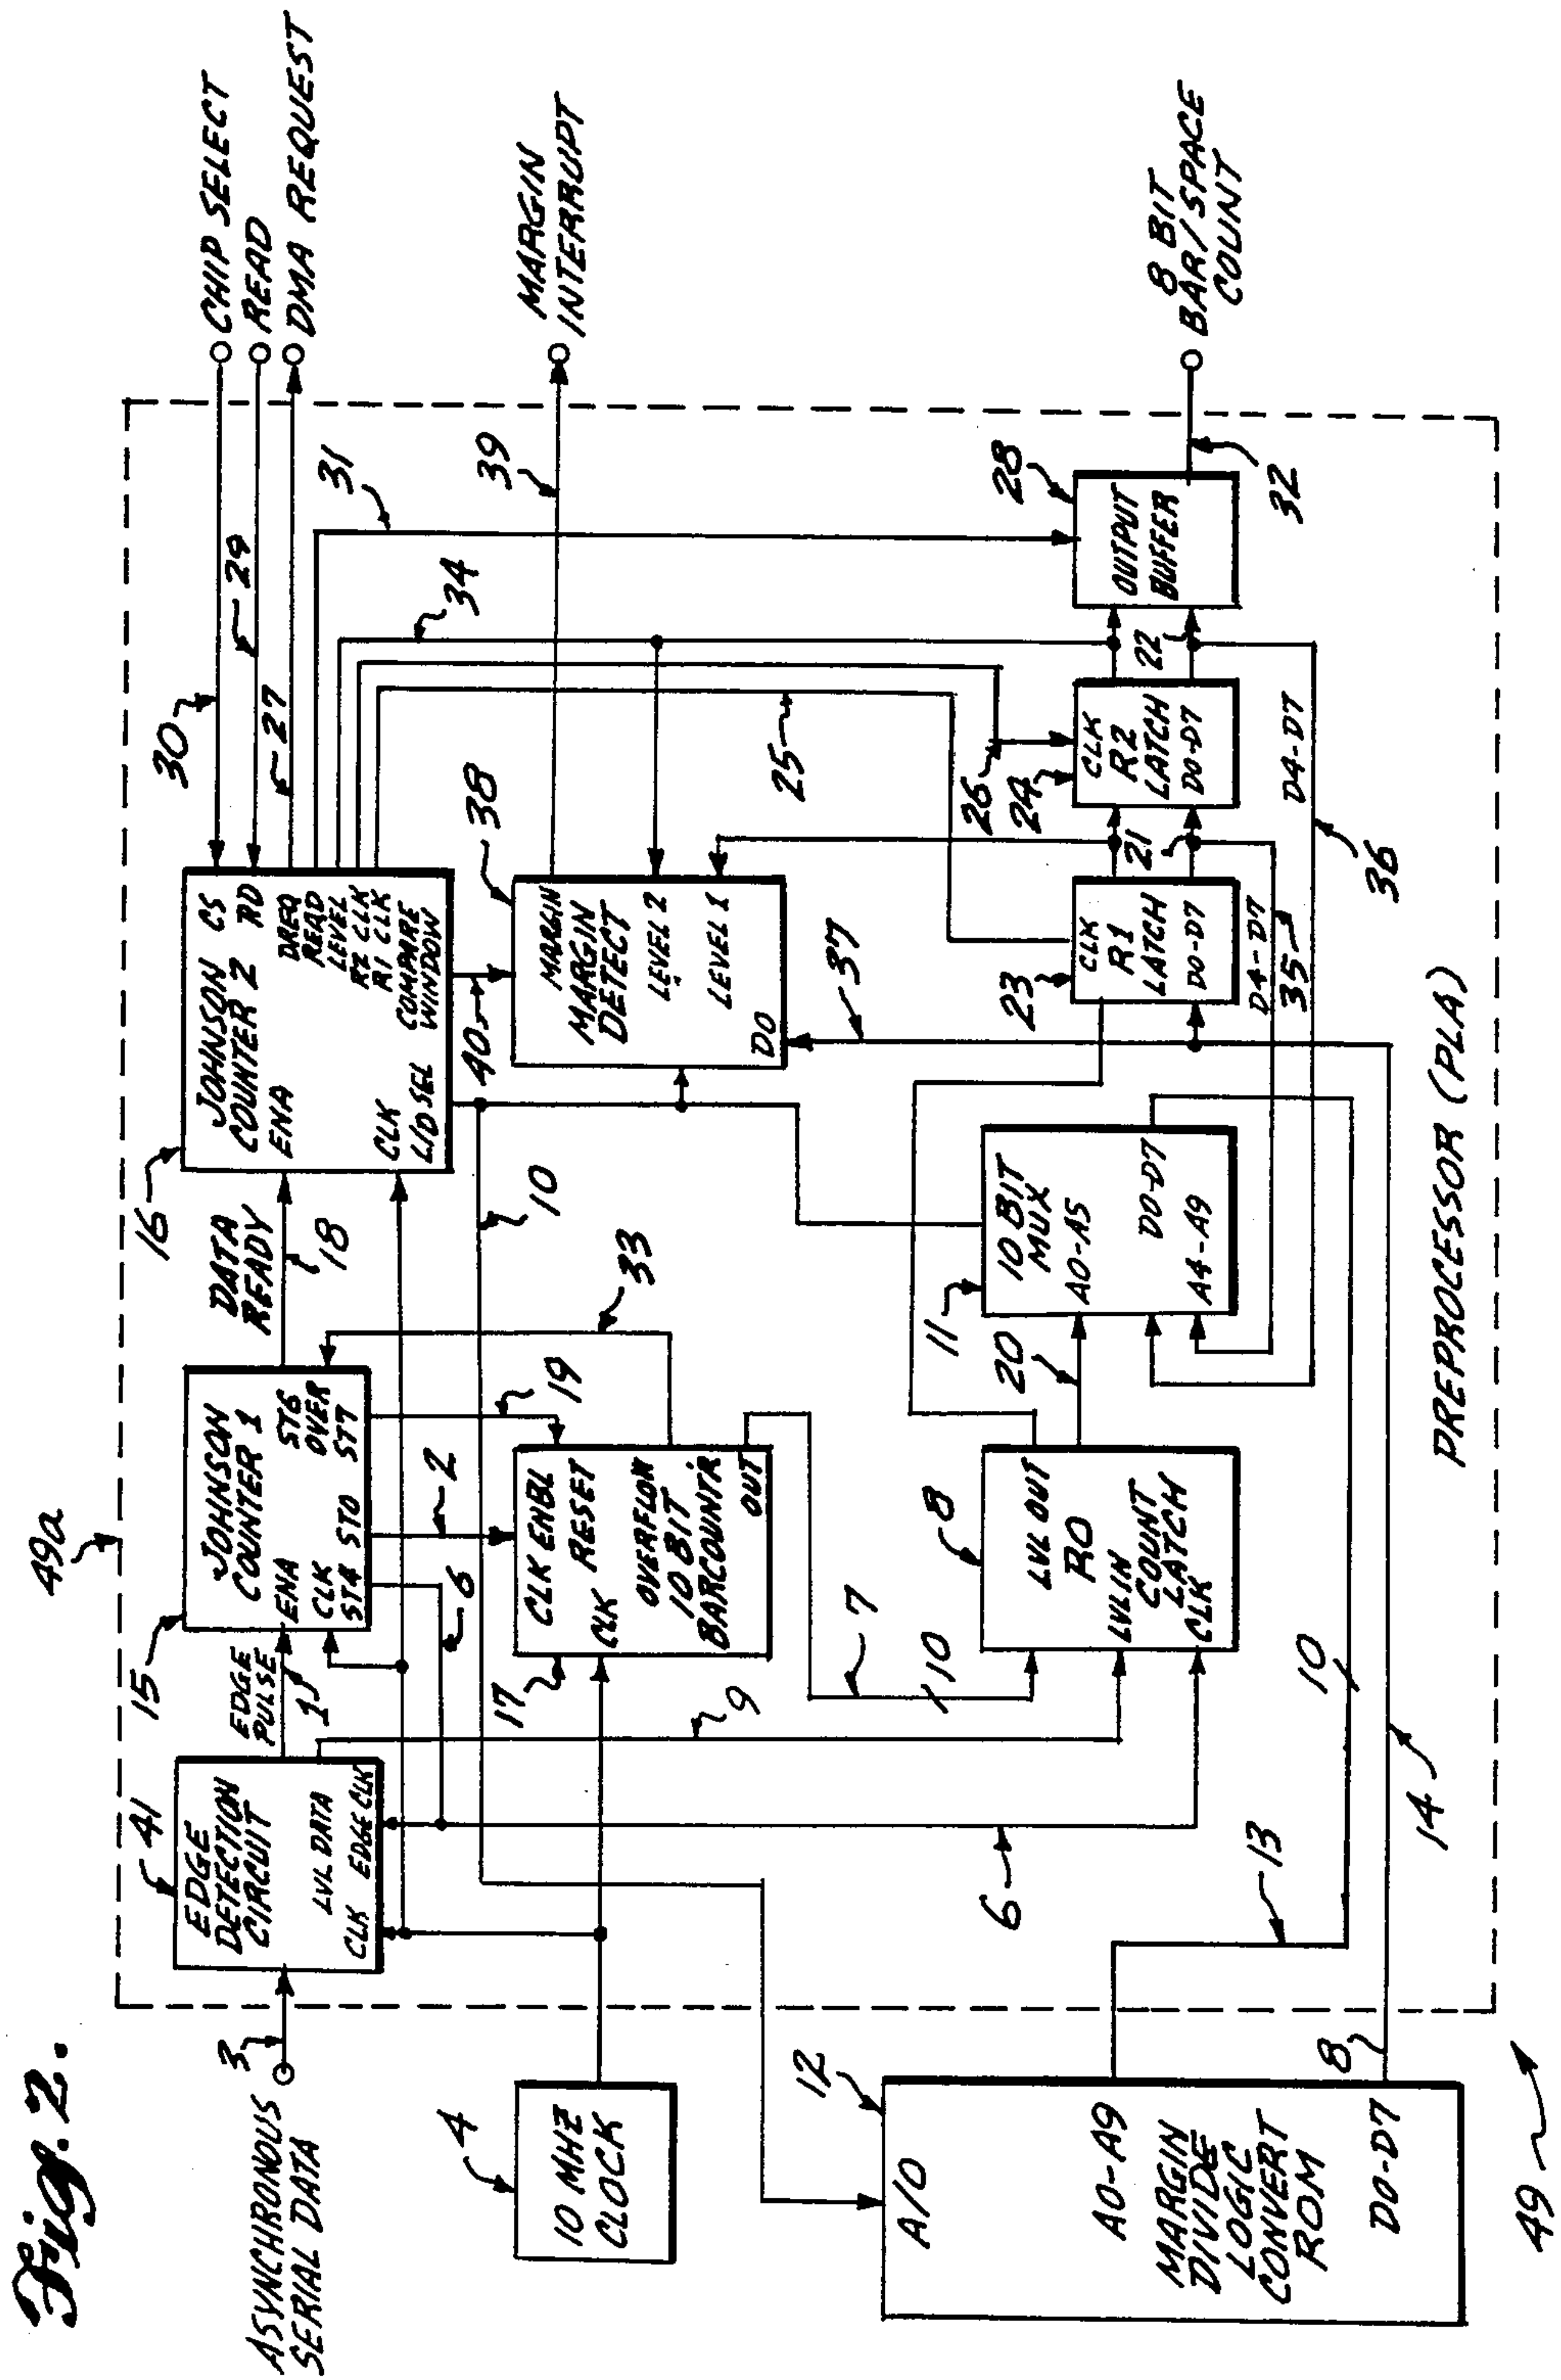 Fig. 2.
ASYNCHRONOUS
SERIAL DATA
3
49a
41
EDGE
DETECTION
CIRCUIT
LVL DATA
CLK EDGE CLK
EDGE
PULSE
1
15
JOHNSON
COUNTER 1
ENA
CLK
ST4 ST0
ST6
OVER
ST7
DATA
READY
18
16
JOHNSON
COUNTER 2
ENA
CLK
L/D SEL
CS
RD
DREQ
READ
LEVEL
R2 CLK
R1 CLK
COMPARE
WINDOW
30
29
27
CHIP SELECT
READ
DMA REQUEST
31
34
4
10 MHZ
CLOCK
17
CLK ENBL
CLK RESET
OVERFLOW
10 BIT
BARCOUNTR.
OUT
6
2
19
33
10
40
38
MARGIN
MARGIN
DETECT
LEVEL 2
LEVEL 1
D0
39
MARGIN
INTERRUPT
7
10
9
37
25
26
12
A/0
A0-A9
MARGIN
DIVIDE
LOGIC
CONVERT
ROM
D0-D7
8
6
8
LVL OUT
R0
LVL IN
COUNT
LATCH
CLK
20
11
10 BIT
MUX
A0-A5
D0-D7
A4-A9
23
CLK
R1
LATCH
D0-D7
21
24
CLK
R2
LATCH
D0-D7
22
28
OUTPUT
BUFFER
32
8 BIT
BAR/SPACE
COUNT
D4-D7
35
D4-D7
36
13
10
14
PREPROCESSOR (PLA)
49